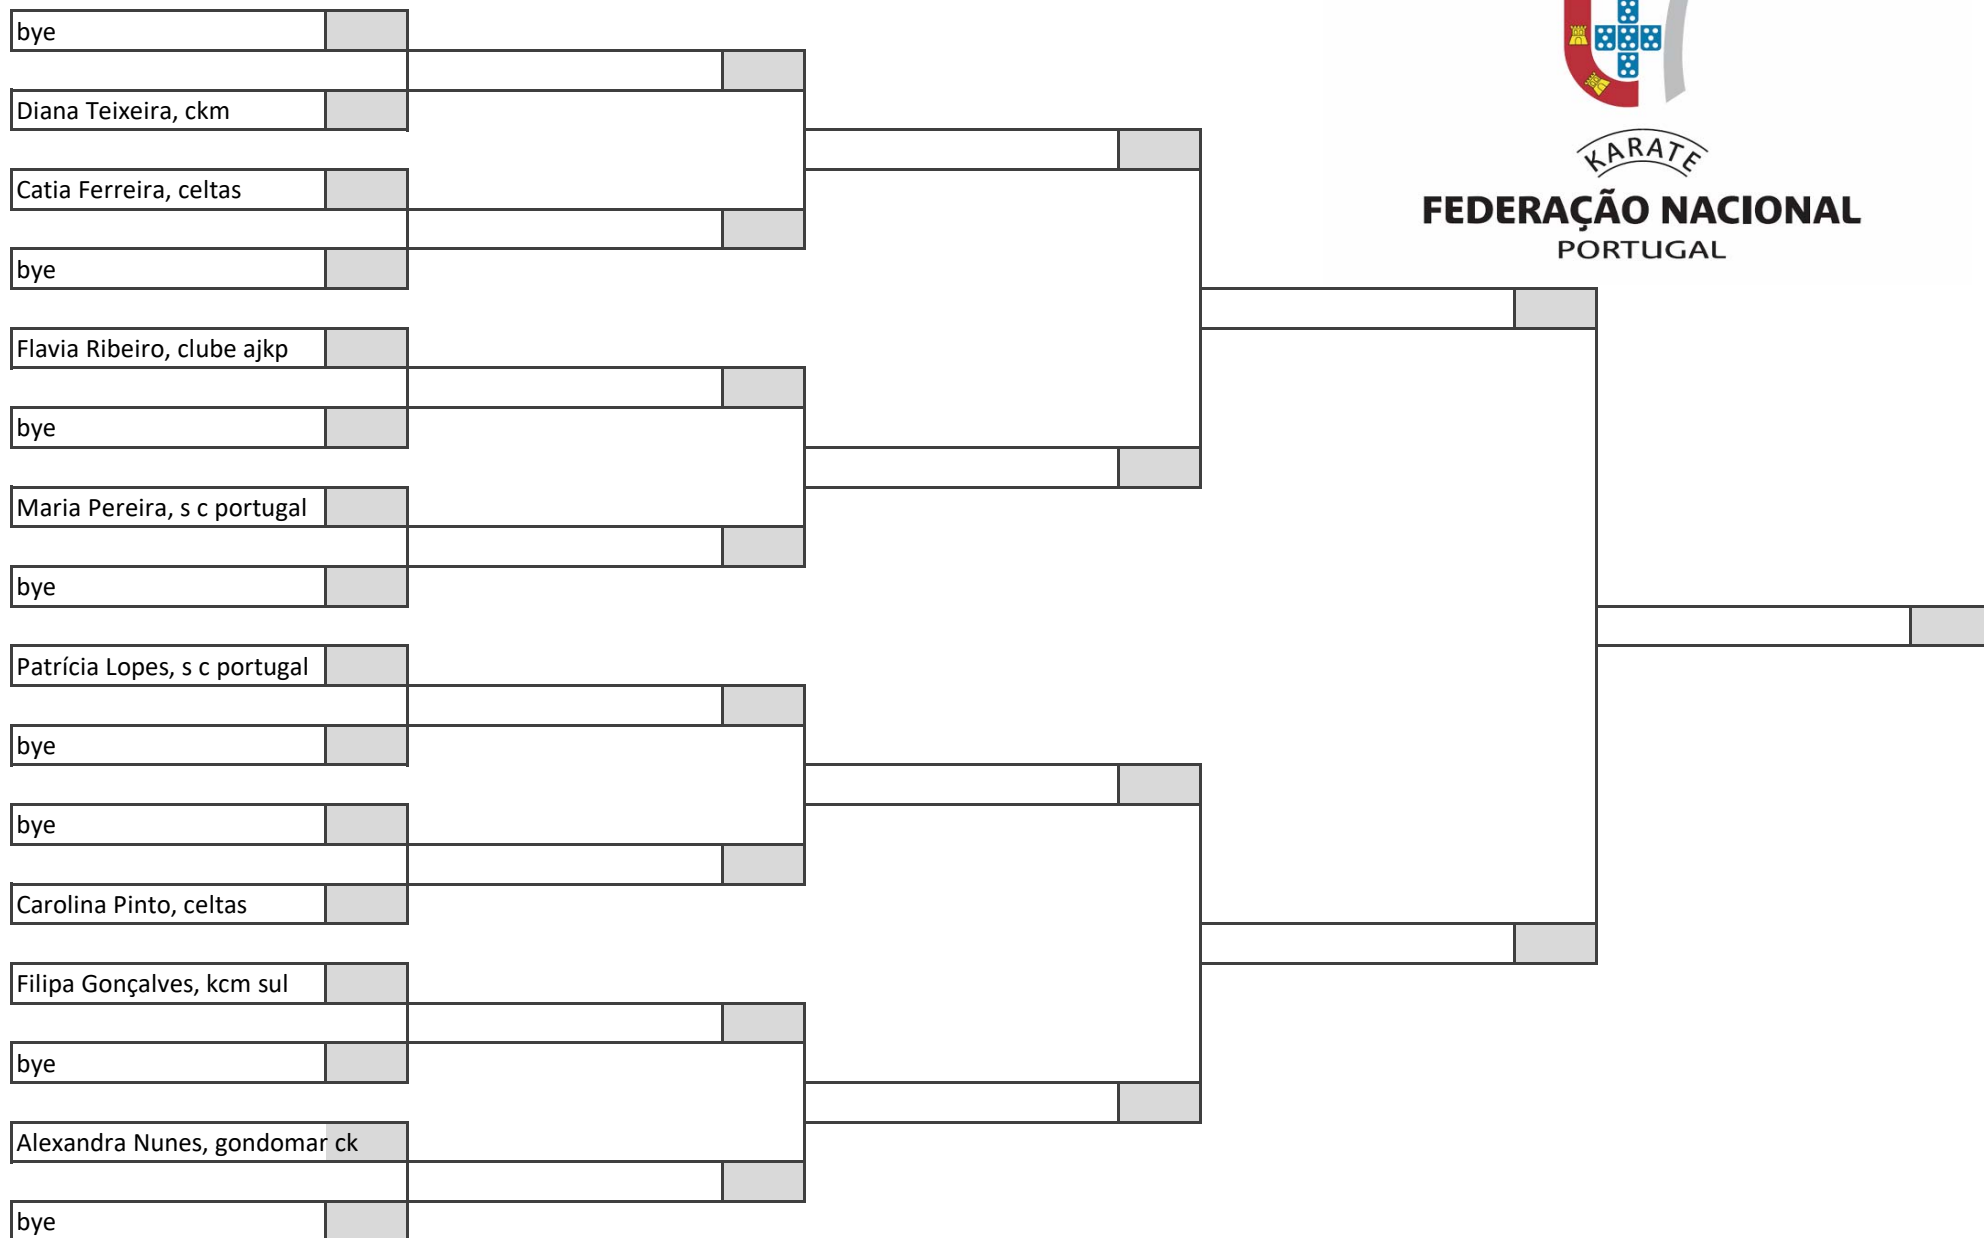 bye
Diana Teixeira, ckm
Catia Ferreira, celtas
bye
Flavia Ribeiro, clube ajkp
bye
Maria Pereira, s c portugal
bye
Patrícia Lopes, s c portugal
bye
bye
Carolina Pinto, celtas
Filipa Gonçalves, kcm sul
bye
Alexandra Nunes, gondomar ck
bye
KARATE
FEDERAÇÃO NACIONAL
PORTUGAL